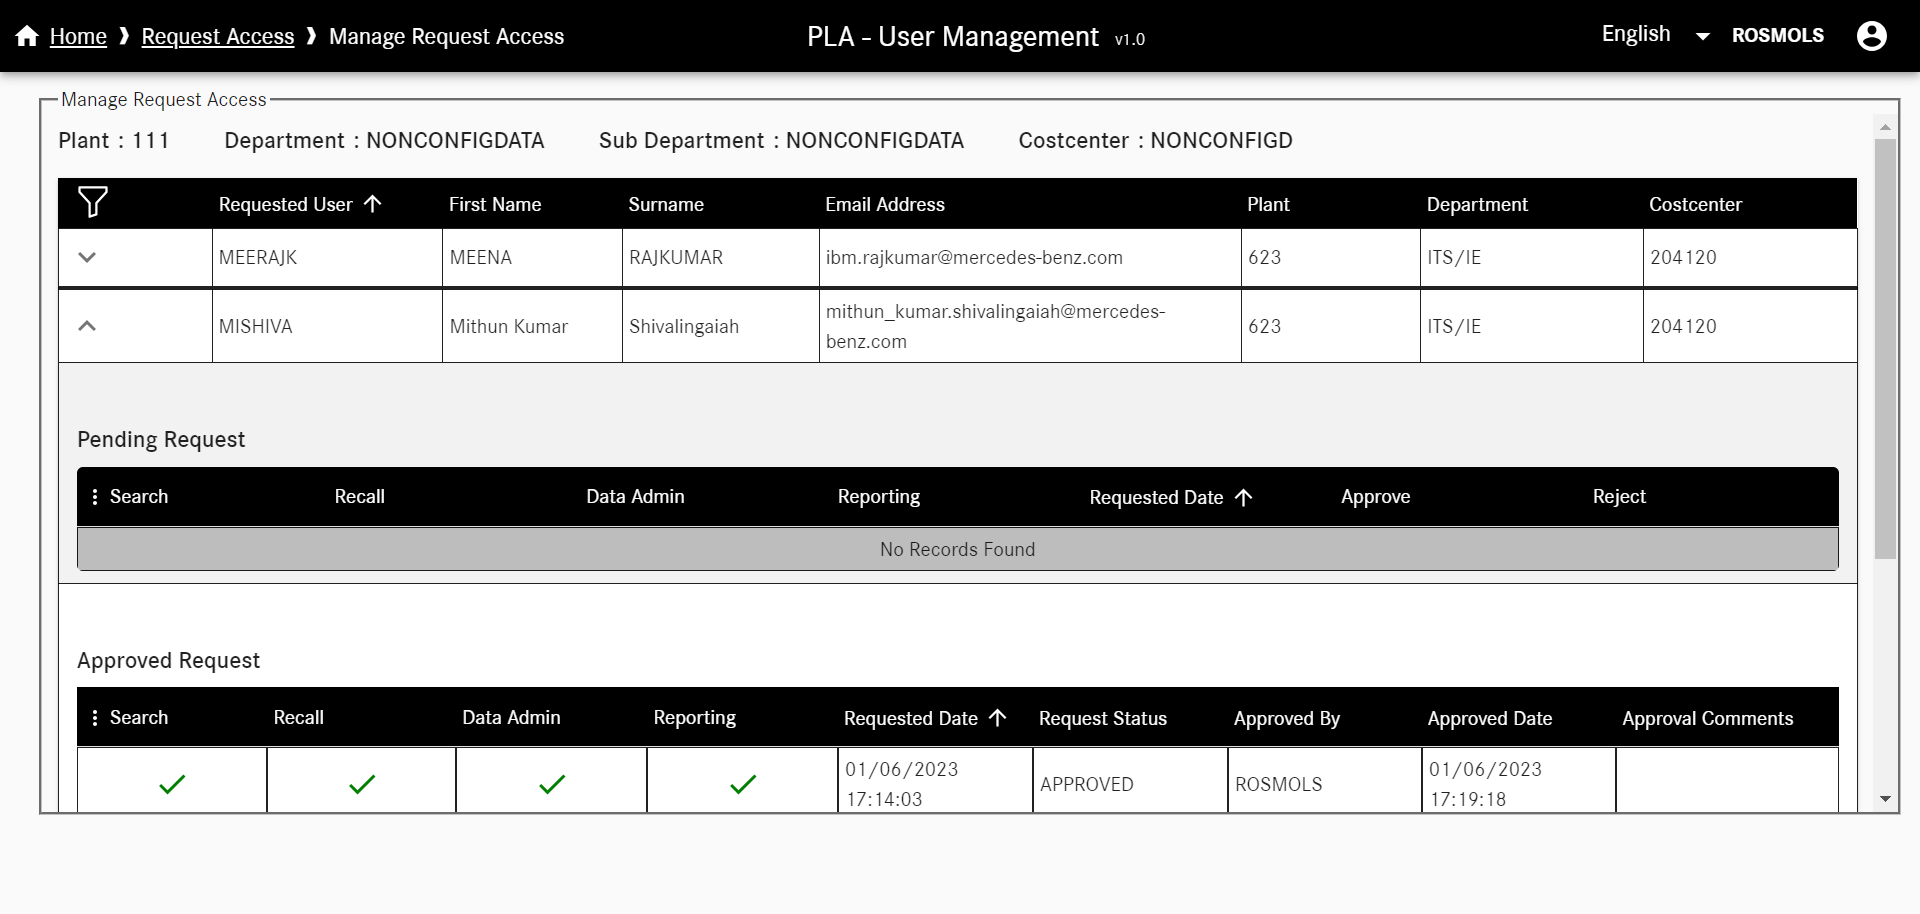 Home ❱ Request Access ❱ Manage Request Access
PLA - User Management v1.0
English ROSMOLS
Manage Request Access
Plant : 111 Department : NONCONFIGDATA Sub Department : NONCONFIGDATA Costcenter : NONCONFIGD
Requested User First Name Surname Email Address Plant Department Costcenter
MEERAJK MEENA RAJKUMAR ibm.rajkumar@mercedes-benz.com 623 ITS/IE 204120
MISHIVA Mithun Kumar Shivalingaiah mithun_kumar.shivalingaiah@mercedes-
benz.com 623 ITS/IE 204120
Pending Request
Search Recall Data Admin Reporting Requested Date Approve Reject
No Records Found
Approved Request
Search Recall Data Admin Reporting Requested Date Request Status Approved By Approved Date Approval Comments
01/06/2023
17:14:03 APPROVED ROSMOLS 01/06/2023
17:19:18